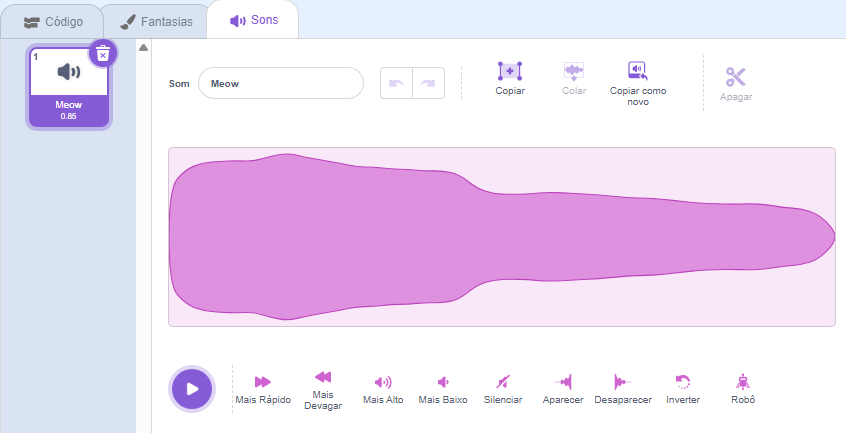 Código
Fantasias
Sons
1
Meow
0.85
Som
Meow
Copiar
Colar
Copiar como
novo
Apagar
Mais Rápido
Mais
Devagar
Mais Alto
Mais Baixo
Silenciar
Aparecer
Desaparecer
Inverter
Robô